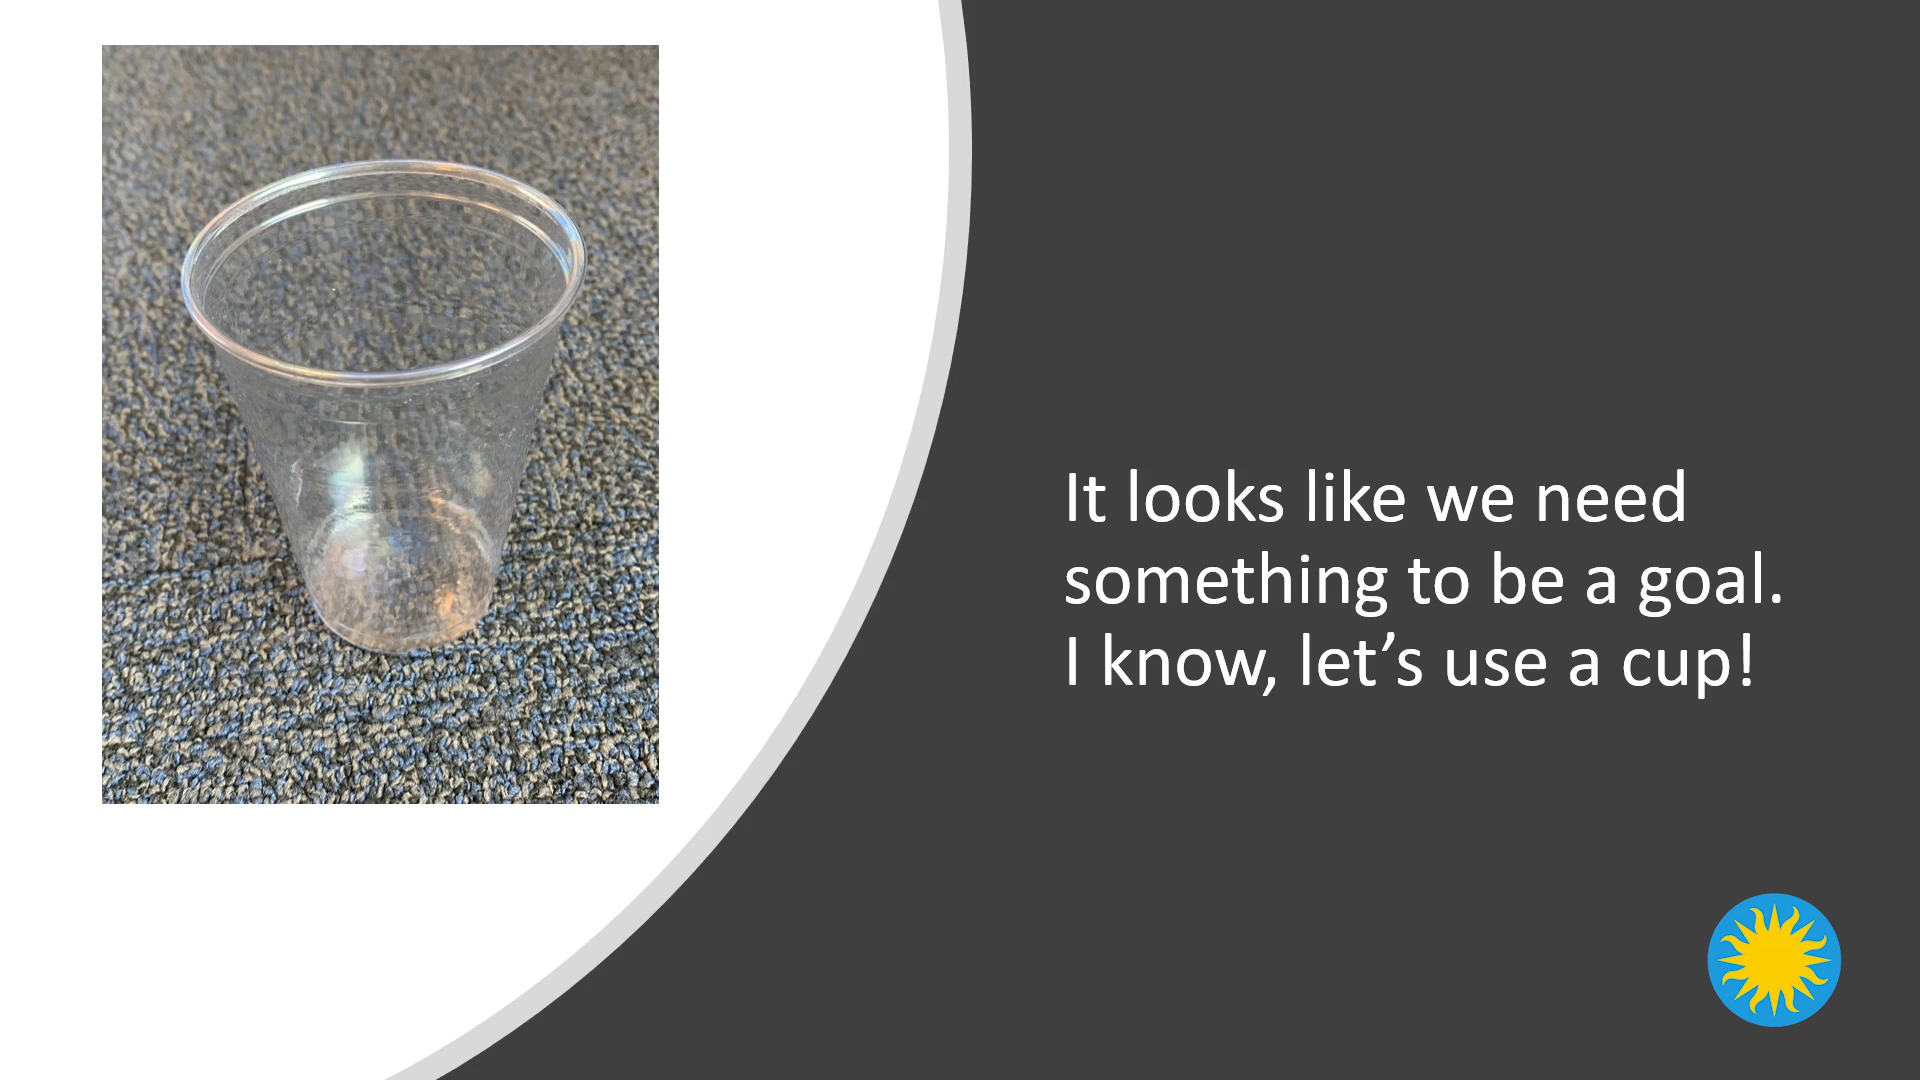 It looks like we need
something to be a goal.
I know, let’s use a cup!